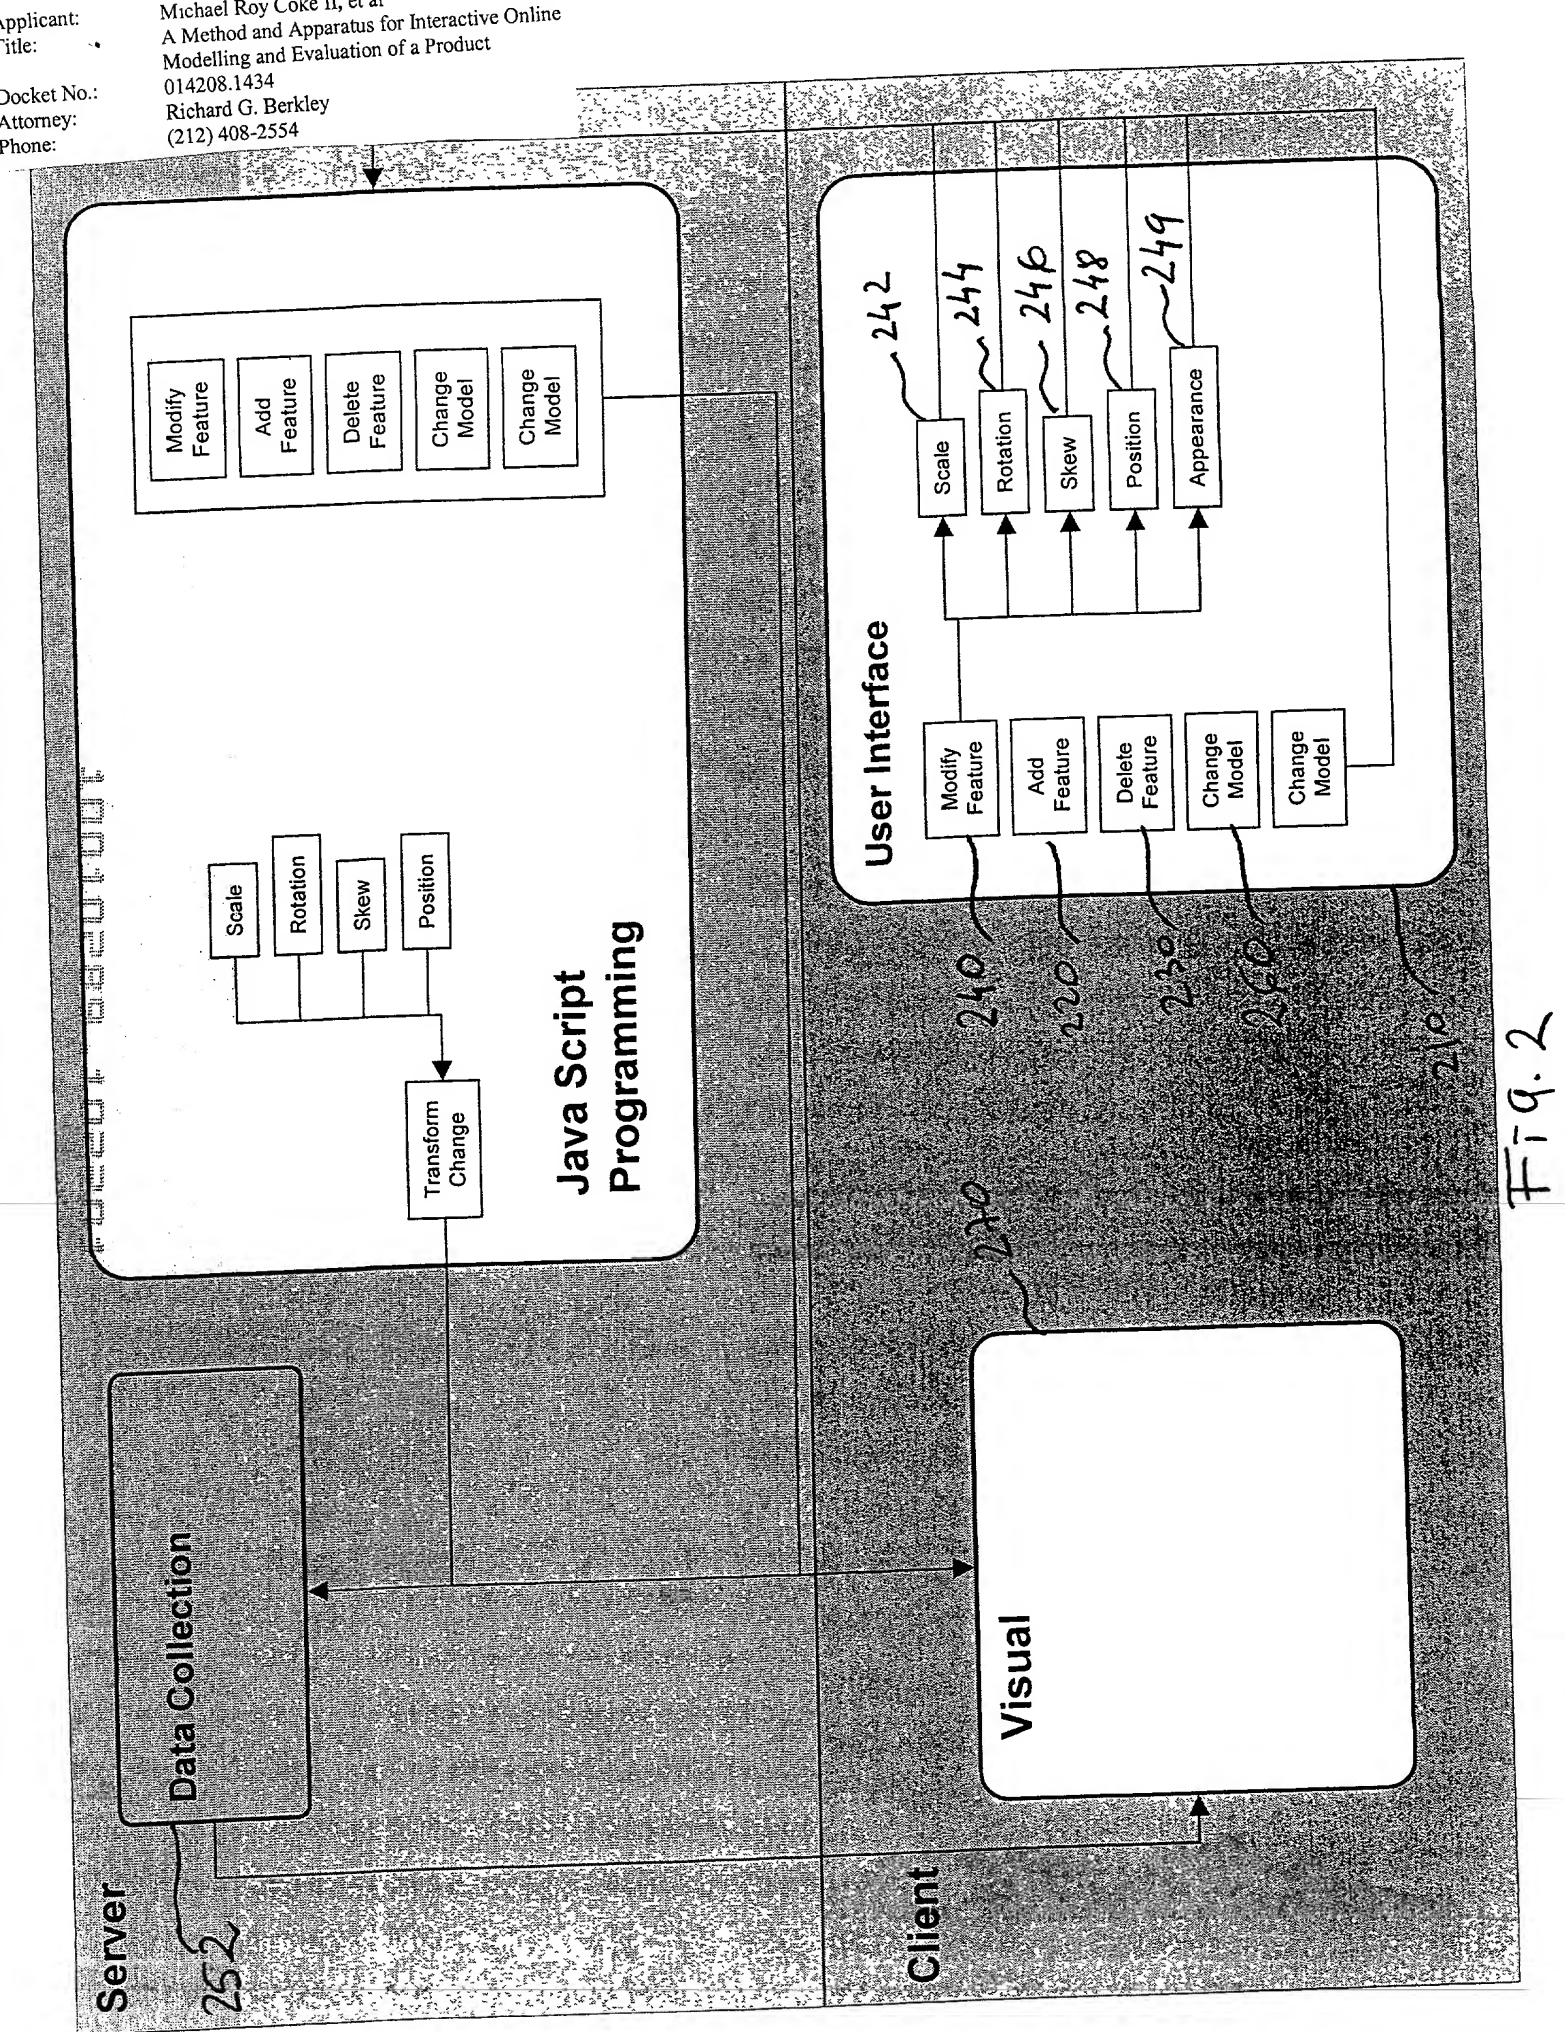 Applicant:
Michael Roy Coke II, et al
Title:
A Method and Apparatus for Interactive Online
Modelling and Evaluation of a Product
Docket No.:
014208.1434
Attorney:
Richard G. Berkley
Phone:
(212) 408-2554
Server
252
Data Collection
Transform
Change
Scale
Rotation
Skew
Position
Java Script
Programming
Modify
Feature
Add
Feature
Delete
Feature
Change
Model
Change
Model
Client
Visual
270
User Interface
Modify
Feature
Add
Feature
Delete
Feature
Change
Model
Change
Model
240
220
230
260
210
Scale
Rotation
Skew
Position
Appearance
242
244
246
248
249
Fig. 2